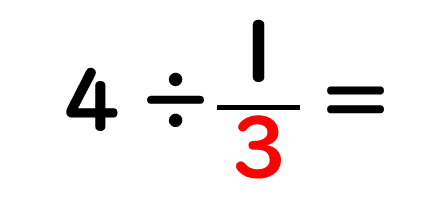 4 ÷ 1/3 =